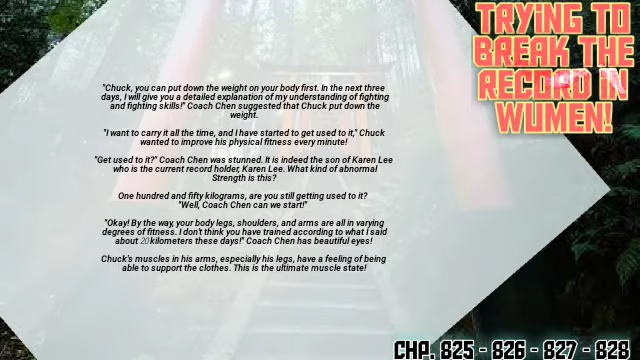 TRYING TO
BREAK THE
RECORD IN
WUMEN!
"Chuck, you can put down the weight on your body first. In the next three
days, I will give you a detailed explanation of my understanding of fighting
and fighting skills!" Coach Chen suggested that Chuck put down the
weight.
"I want to carry it all the time, and I have started to get used to it," Chuck
wanted to improve his physical fitness every minute!
"Get used to it?" Coach Chen was stunned. It is indeed the son of Karen Lee
who is the current record holder, Karen Lee. What kind of abnormal
Strength is this?
One hundred and fifty kilograms, are you still getting used to it?
"Well, Coach Chen can we start!"
"Okay! By the way, your body legs, shoulders, and arms are all in varying
degrees of fitness. I don't think you have trained according to what I said
about 20 kilometers these days!" Coach Chen has beautiful eyes!
Chuck's muscles in his arms, especially his legs, have a feeling of being
able to support the clothes. This is the ultimate muscle state!
CHP. 825 - 826 - 827 - 828